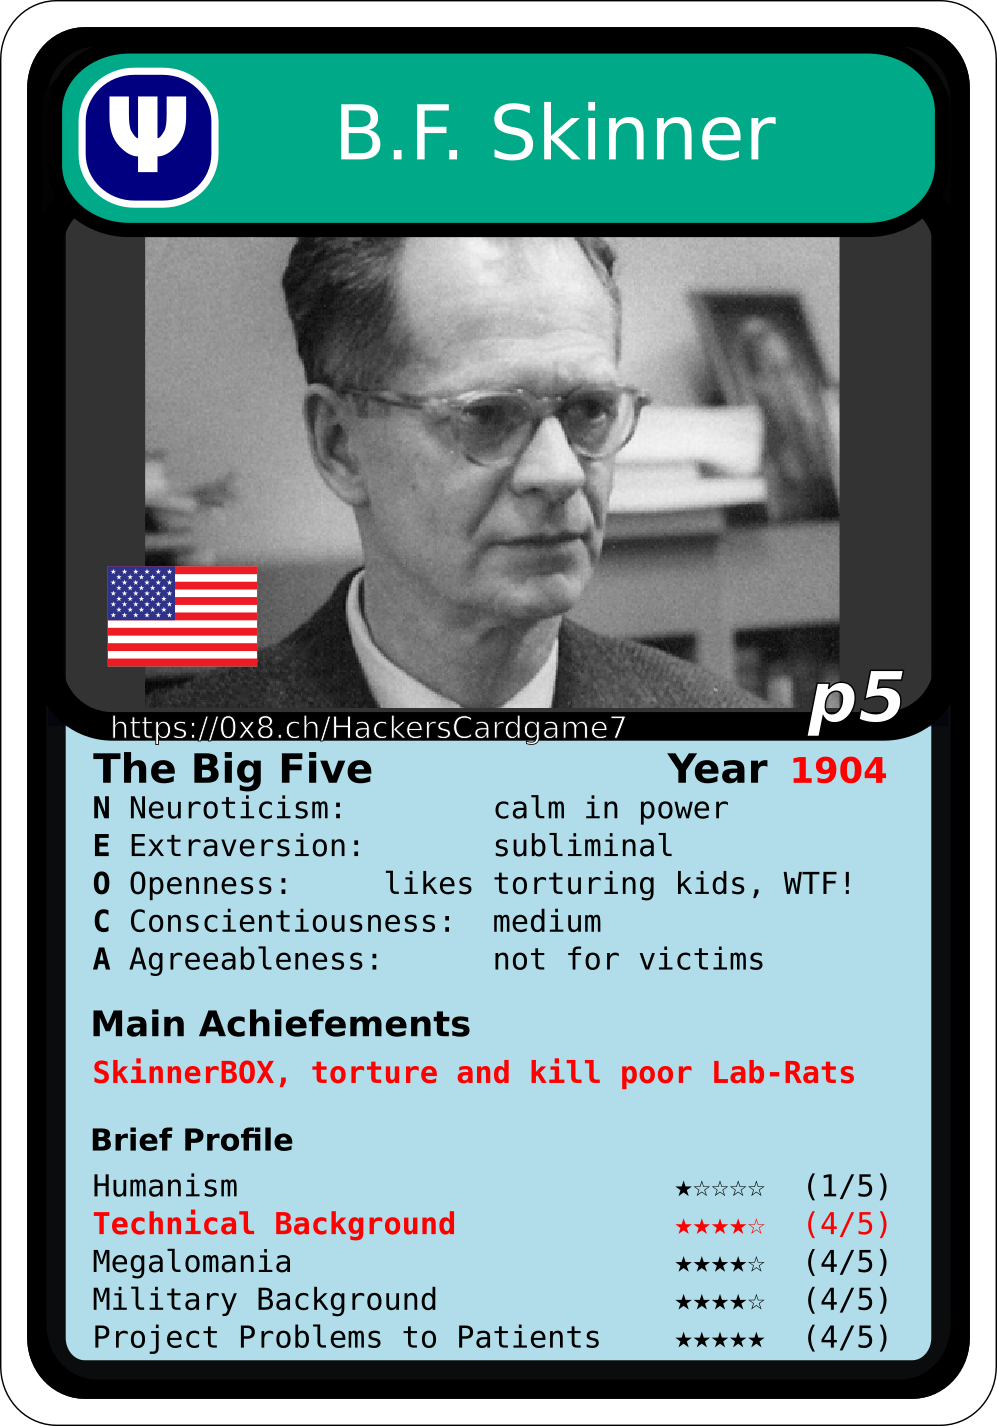 Ψ B.F. Skinner
p5
https://0x8.ch/HackersCardgame7
The Big Five Year 1904
N Neuroticism: calm in power
E Extraversion: subliminal
O Openness: likes torturing kids, WTF!
C Conscientiousness: medium
A Agreeableness: not for victims
Main Achiefements
SkinnerBOX, torture and kill poor Lab-Rats
Brief Profile
Humanism ★☆☆☆☆ (1/5)
Technical Background ★★★★☆ (4/5)
Megalomania ★★★★☆ (4/5)
Military Background ★★★★☆ (4/5)
Project Problems to Patients ★★★★★ (4/5)